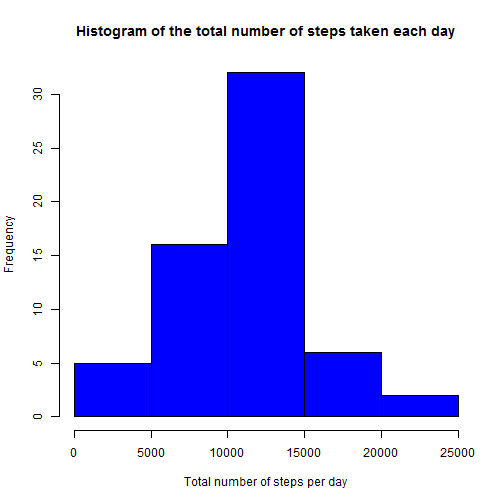 Histogram of the total number of steps taken each day
Frequency
30
25
20
15
10
5
0
0 5000 10000 15000 20000 25000
Total number of steps per day